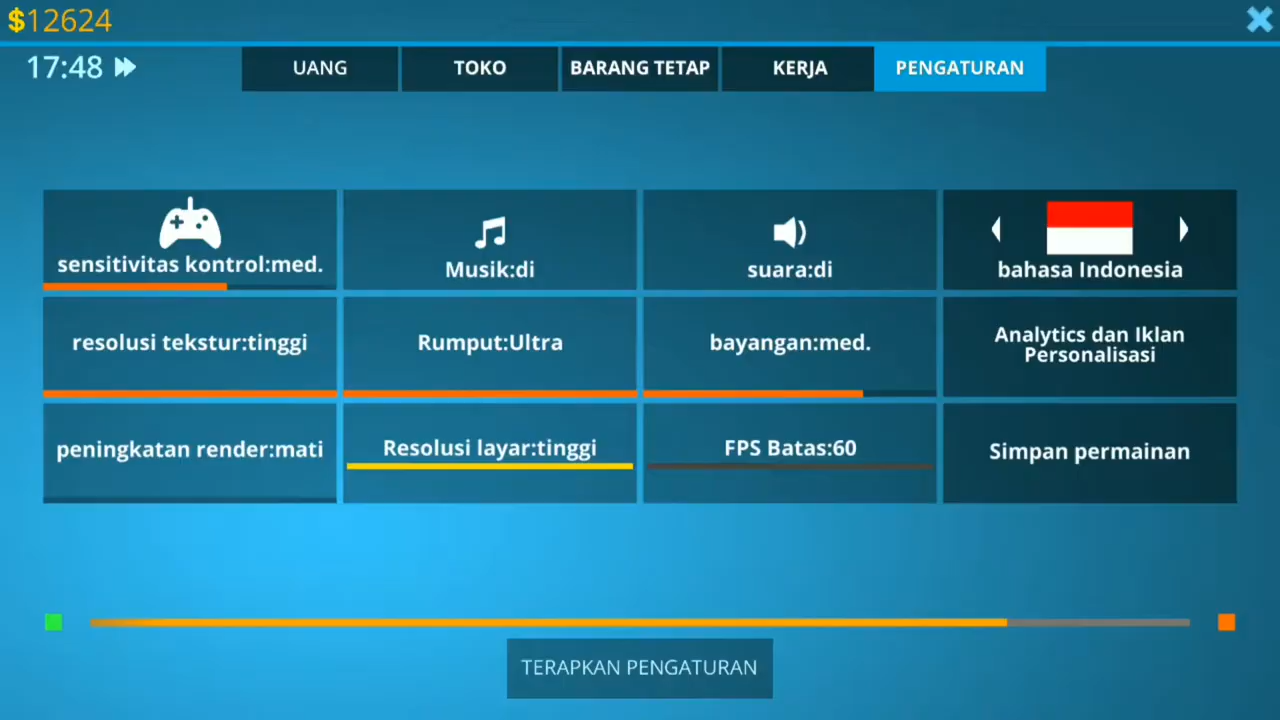 $12624
17:48
UANG
TOKO
BARANG TETAP
KERJA
PENGATURAN
sensitivitas kontrol:med.
Musik:di
suara:di
bahasa Indonesia
resolusi tekstur:tinggi
Rumput:Ultra
bayangan:med.
Analytics dan Iklan
Personalisasi
peningkatan render:mati
Resolusi layar:tinggi
FPS Batas:60
Simpan permainan
TERAPKAN PENGATURAN